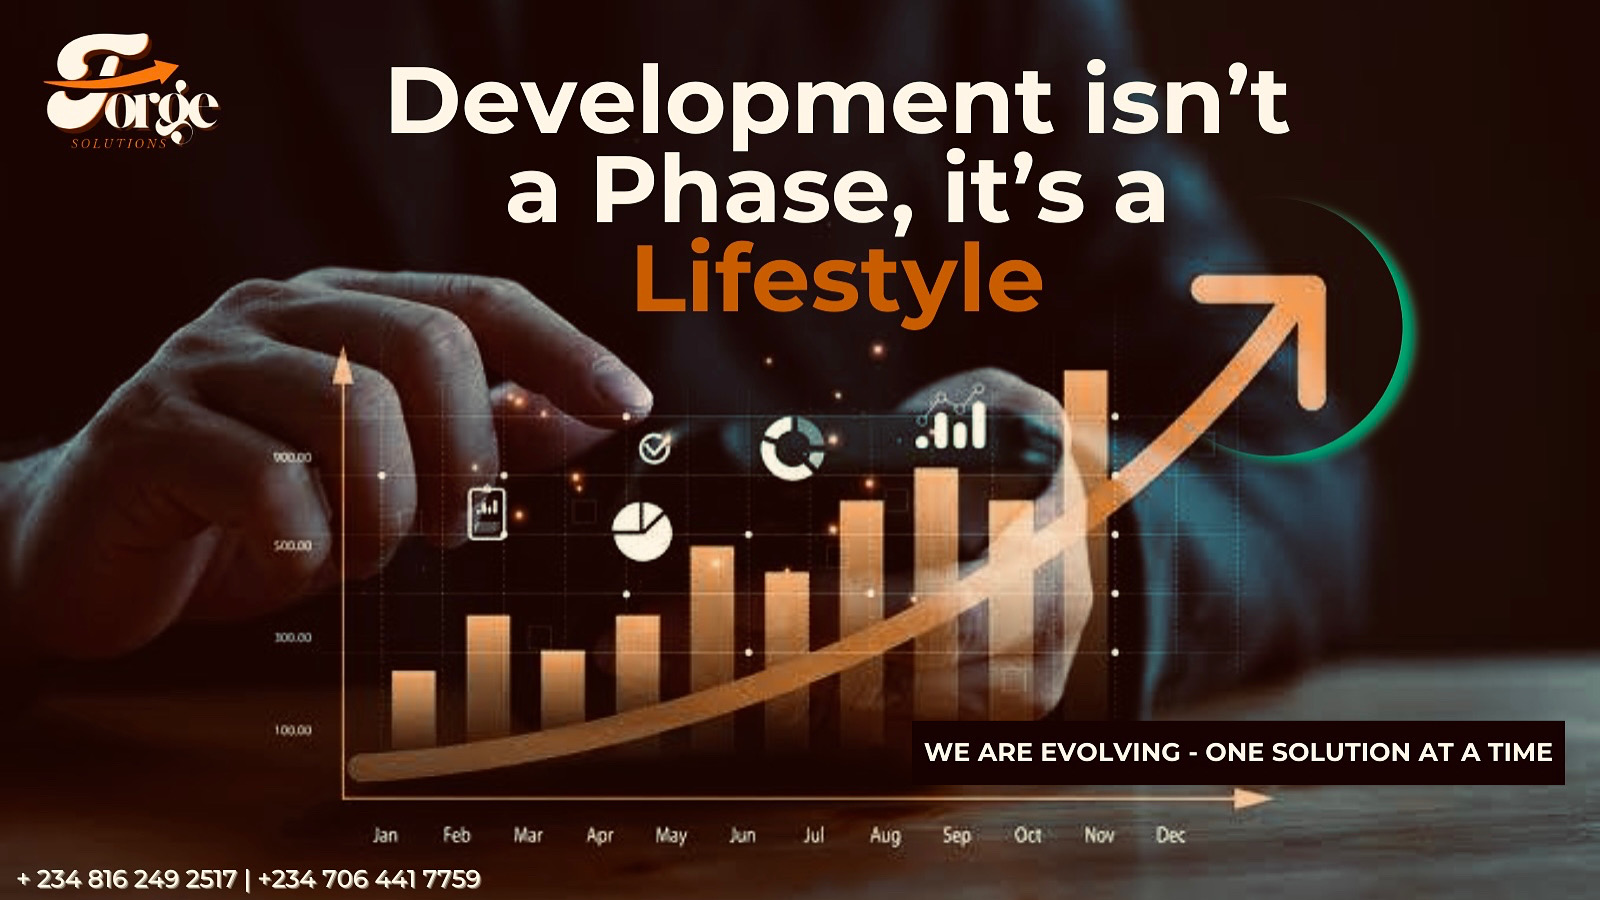 Forge
SOLUTIONS
Development isn’t
a Phase, it’s a
Lifestyle
900.00
500.00
300.00
100.00
WE ARE EVOLVING - ONE SOLUTION AT A TIME
Jan Feb Mar Apr May Jun Jul Aug Sep Oct Nov Dec
+ 234 816 249 2517 | +234 706 441 7759